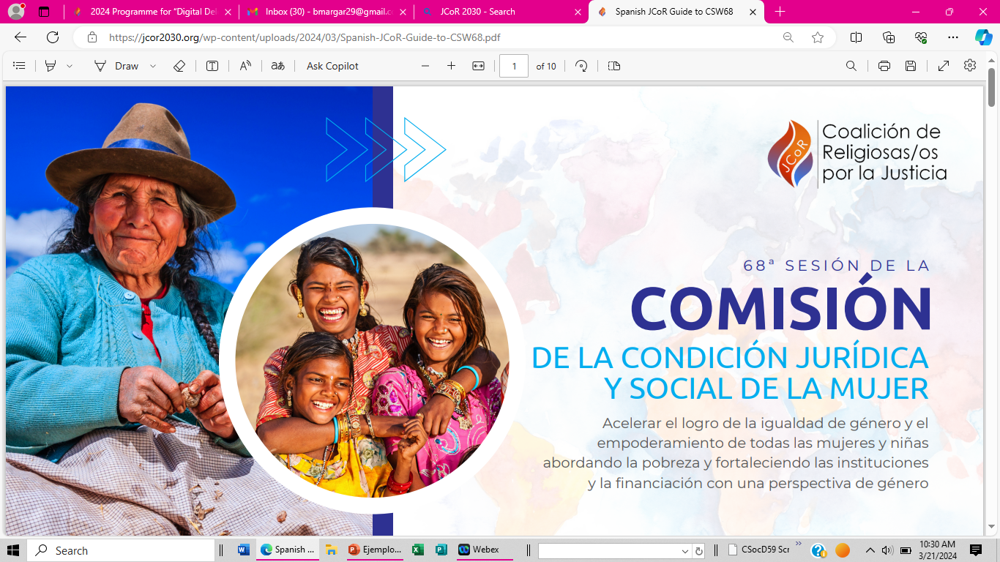 2024 Programme for “Digital Del
Inbox (30) - bmargar29@gmail.c
JCoR 2030 - Search
Spanish JCoR Guide to CSW68
https://jcor2030.org/wp-content/uploads/2024/03/Spanish-JCoR-Guide-to-CSW68.pdf
Draw
aあ
Ask Copilot
1 of 10
JCoR
Coalición de
Religiosas/os
por la Justicia
68ª SESIÓN DE LA
COMISIÓN
DE LA CONDICIÓN JURÍDICA
Y SOCIAL DE LA MUJER
Acelerar el logro de la igualdad de género y el
empoderamiento de todas las mujeres y niñas
abordando la pobreza y fortaleciendo las instituciones
y la financiación con una perspectiva de género
Search
Spanish ...
Ejemplo...
Webex
CSocD59 Scr
10:30 AM
3/21/2024